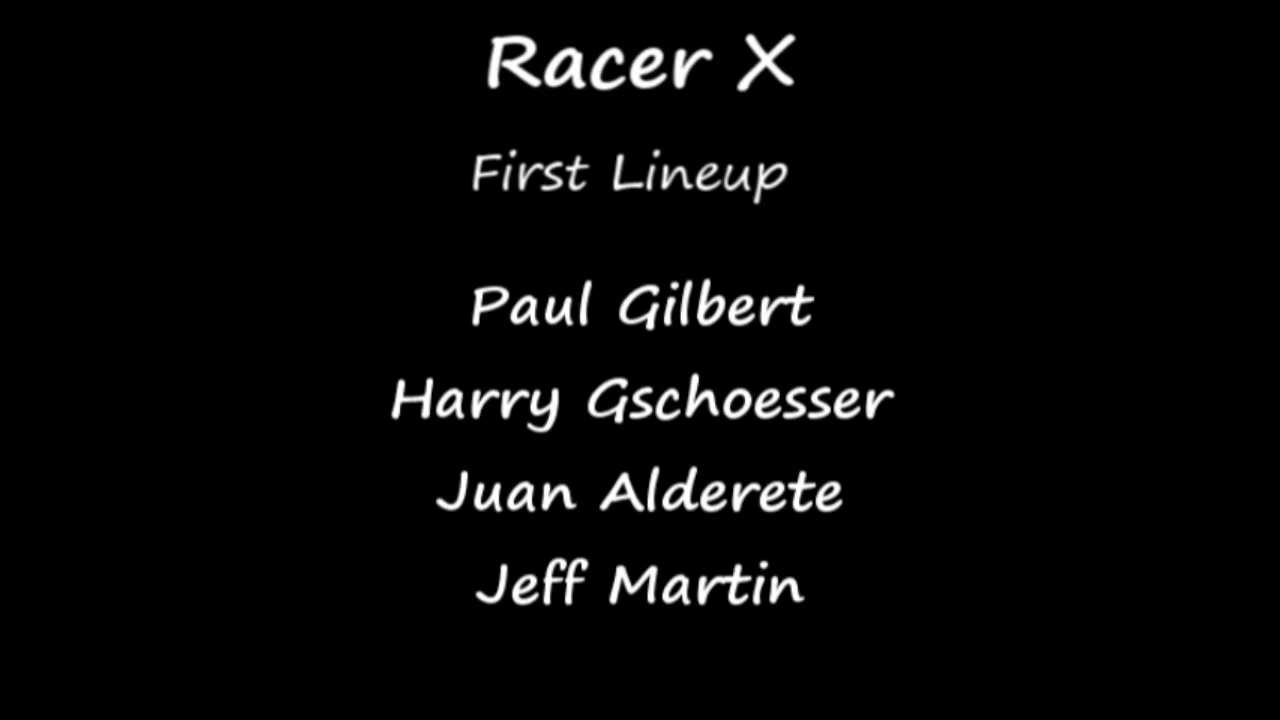 Racer X
First Lineup
Paul Gilbert
Harry Gschoesser
Juan Alderete
Jeff Martin